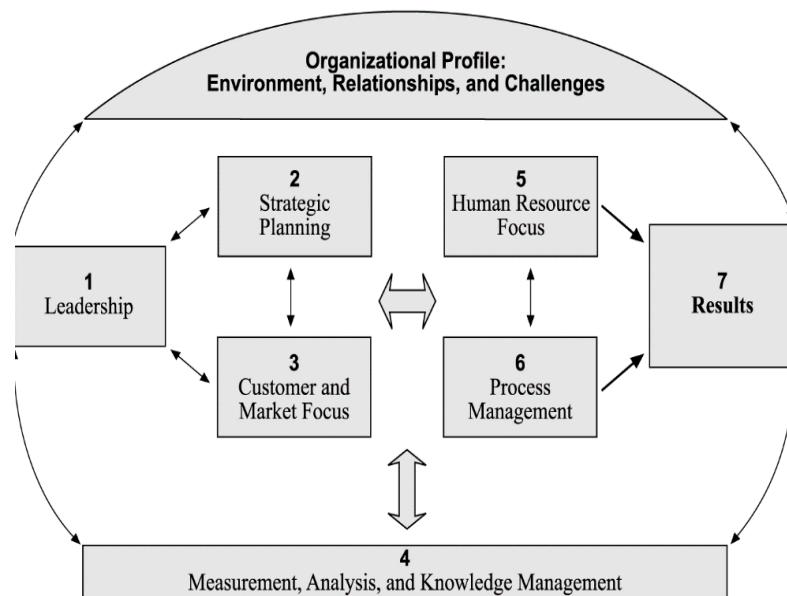 Organizational Profile:
Environment, Relationships, and Challenges
2
Strategic
Planning
5
Human Resource
Focus
1
Leadership
7
Results
3
Customer and
Market Focus
6
Process
Management
4
Measurement, Analysis, and Knowledge Management